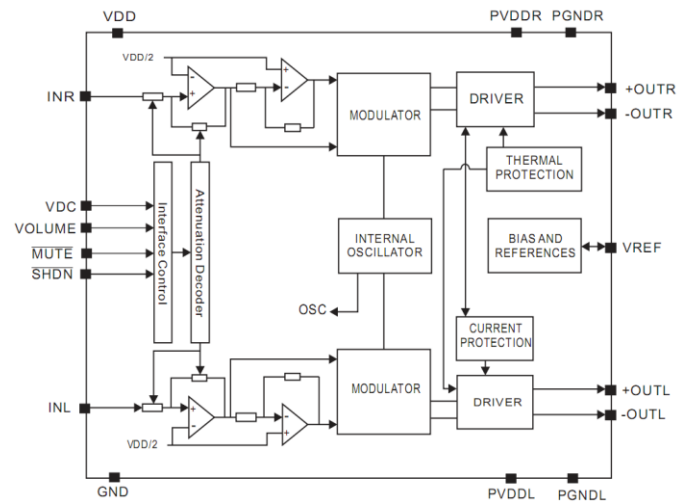 VDD
PVDDR
PGNDR
VDD/2
INR
MODULATOR
DRIVER
+OUTR
-OUTR
THERMAL
PROTECTION
VDC
VOLUME
MUTE
SHDN
Interface Control
Attenuation Decoder
INTERNAL
OSCILLATOR
BIAS AND
REFERENCES
VREF
OSC
CURRENT
PROTECTION
INL
MODULATOR
DRIVER
+OUTL
-OUTL
VDD/2
GND
PVDDL
PGNDL